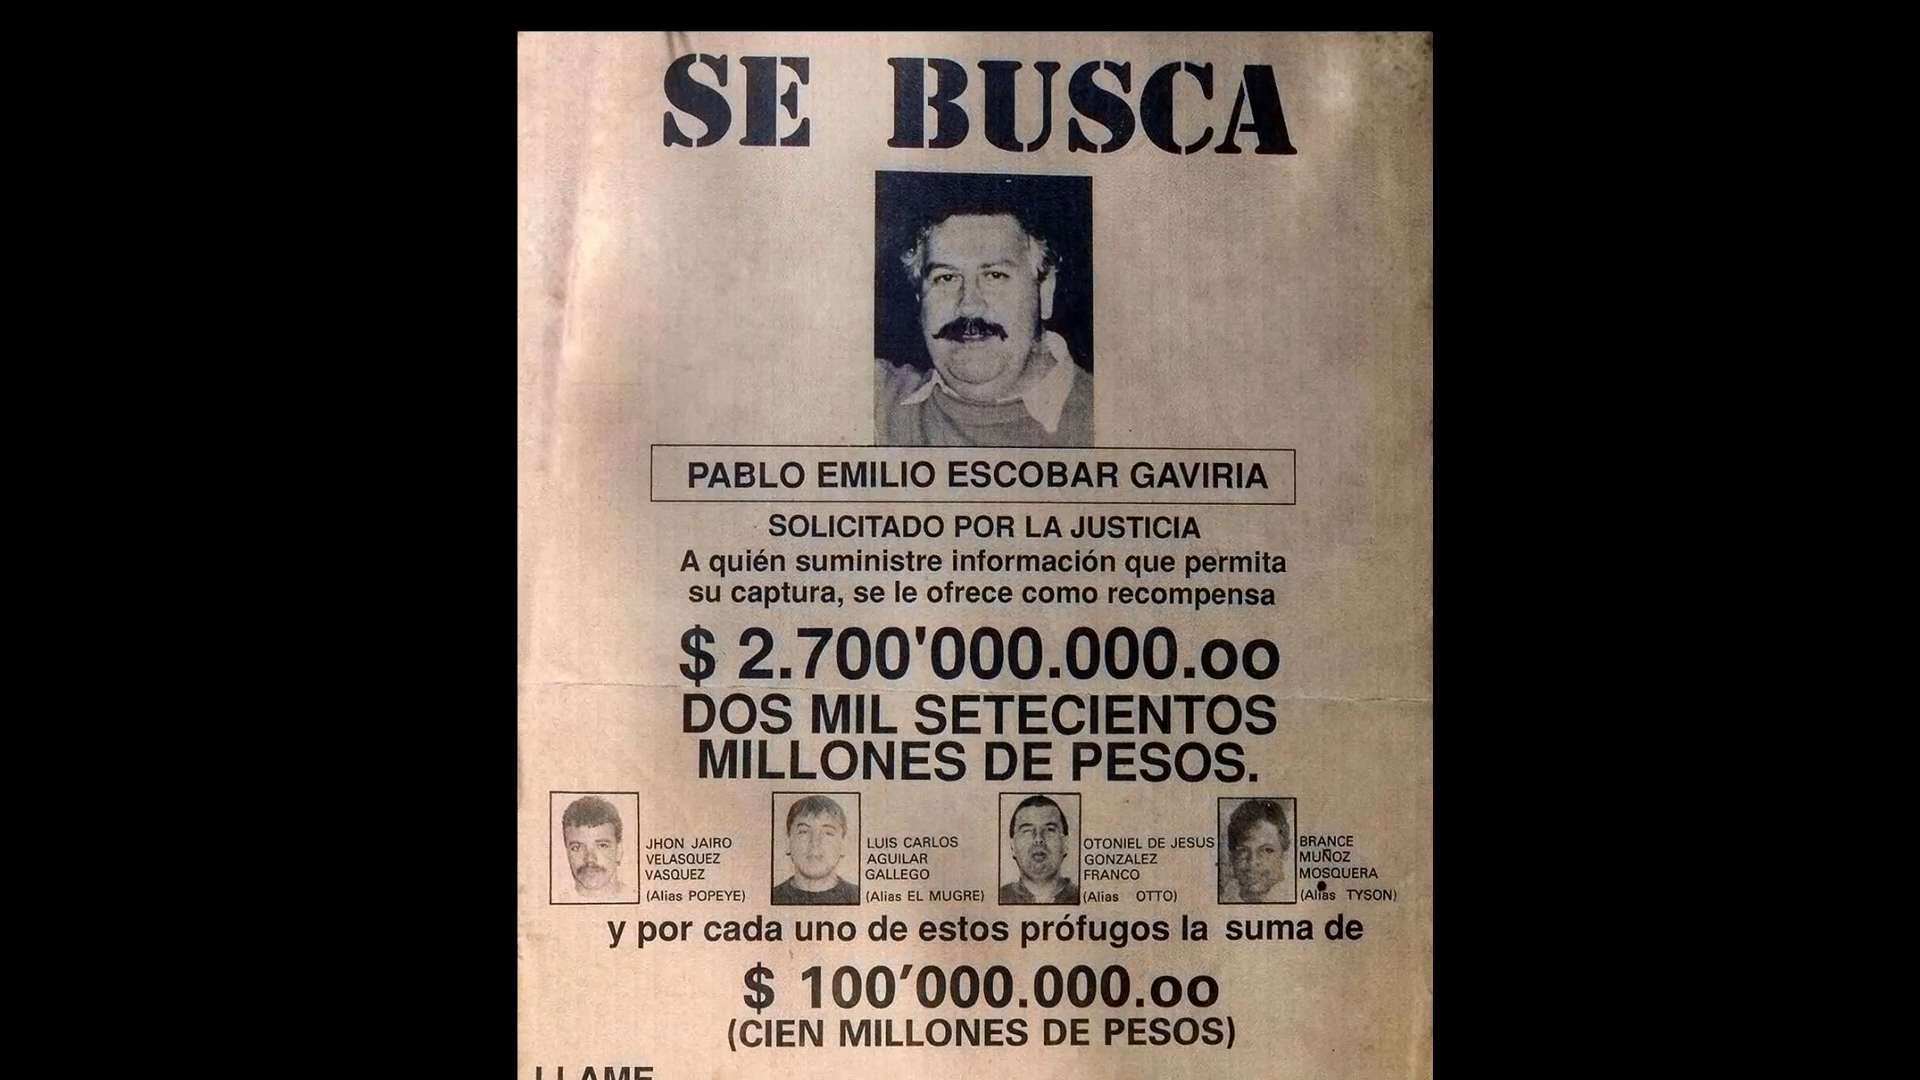 SE BUSCA
PABLO EMILIO ESCOBAR GAVIRIA
SOLICITADO POR LA JUSTICIA
A quién suministre información que permita
su captura, se le ofrece como recompensa
$ 2.700'000.000.oo
DOS MIL SETECIENTOS
MILLONES DE PESOS.
JHON JAIRO
VELASQUEZ
VASQUEZ
(Alias POPEYE)
LUIS CARLOS
AGUILAR
GALLEGO
(Alias EL MUGRE)
OTONIEL DE JESUS
GONZALEZ
FRANCO
(Alias OTTO)
BRANCE
MUÑOZ
MOSQUERA
(Alias TYSON)
y por cada uno de estos prófugos la suma de
$ 100'000.000.oo
(CIEN MILLONES DE PESOS)
LLAME